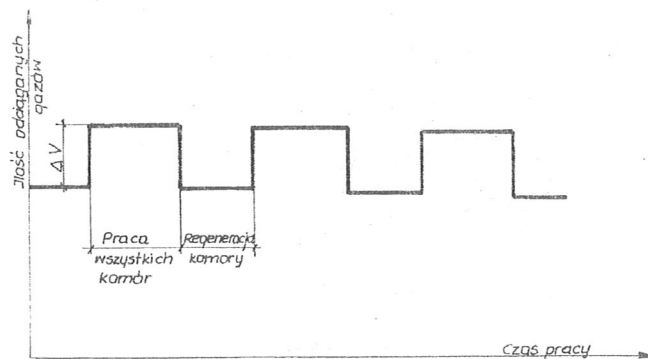 Ilość odciąganych
gazów
ΔV
Praca
wszystkich
komór
Regeneracja
komory
Czas pracy